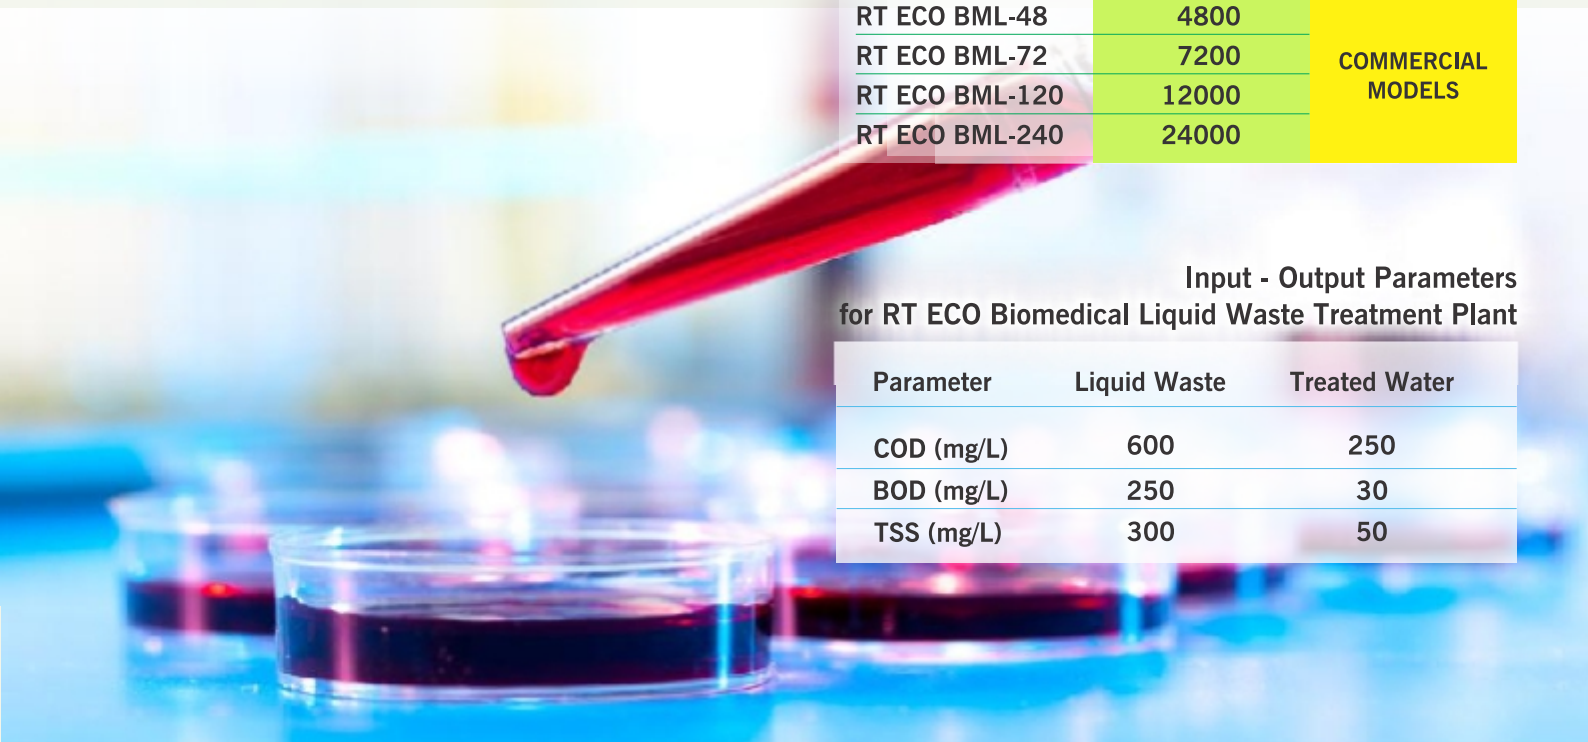 RT ECO BML-48 4800
RT ECO BML-72 7200
RT ECO BML-120 12000
RT ECO BML-240 24000
COMMERCIAL
MODELS
Input - Output Parameters
for RT ECO Biomedical Liquid Waste Treatment Plant
Parameter Liquid Waste Treated Water
COD (mg/L) 600 250
BOD (mg/L) 250 30
TSS (mg/L) 300 50